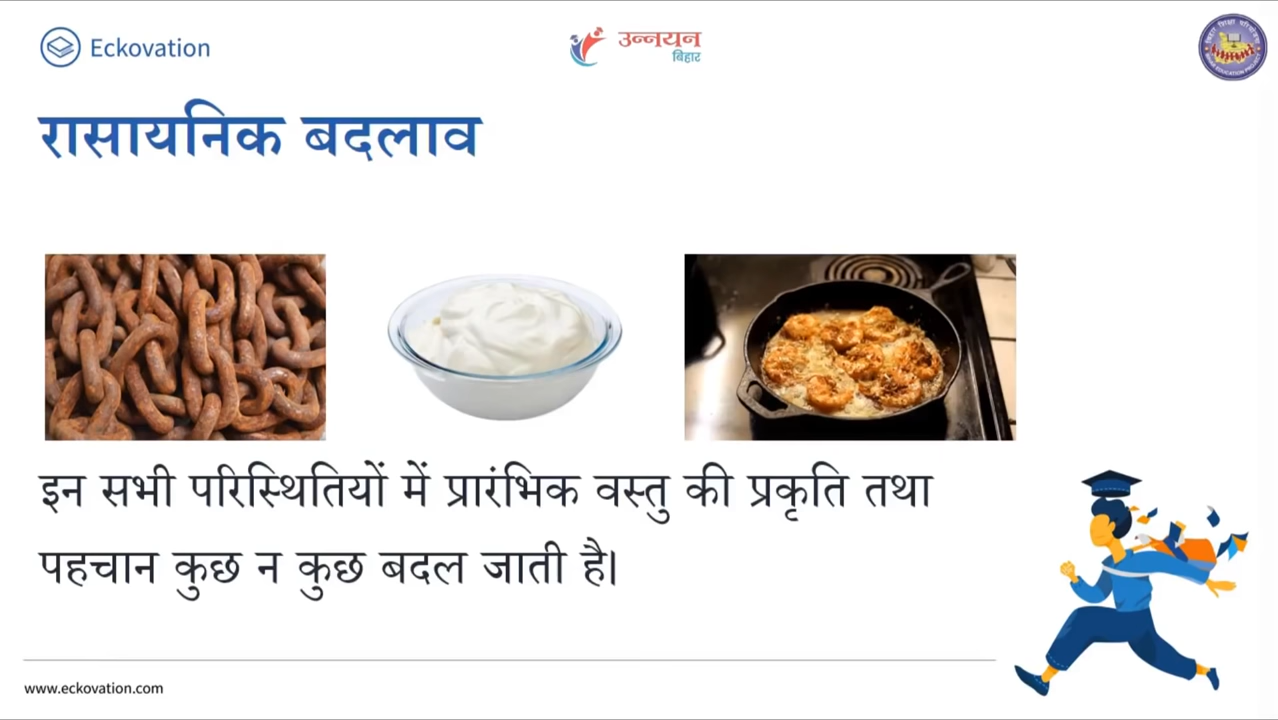 Eckovation
उन्नयन
बिहार
रासायनिक बदलाव
इन सभी परिस्थितियों में प्रारंभिक वस्तु की प्रकृति तथा
पहचान कुछ न कुछ बदल जाती है।
www.eckovation.com